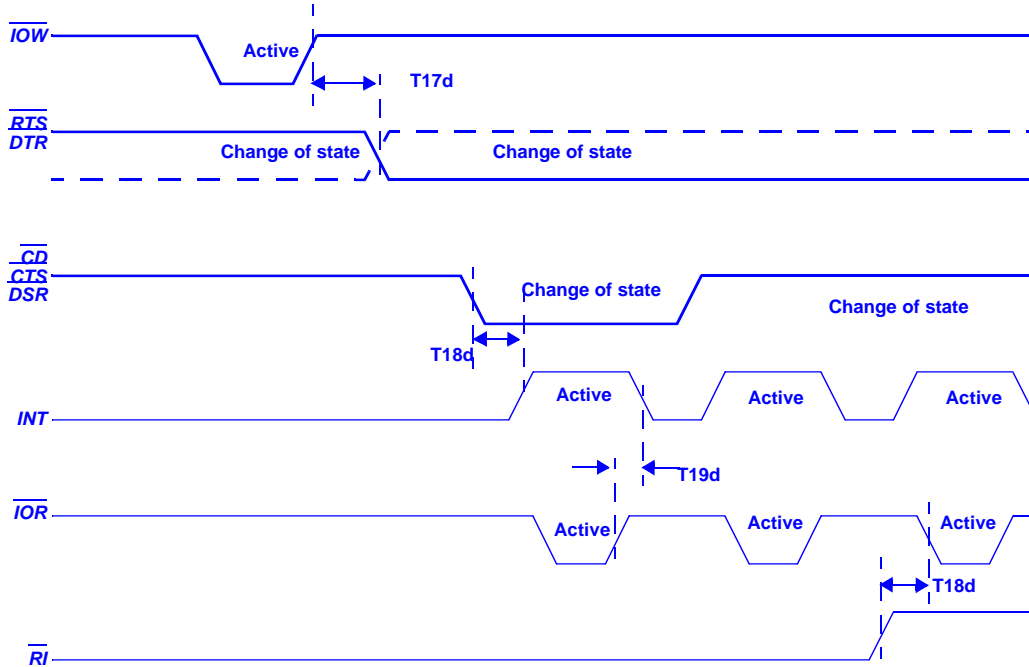 IOW
Active
T17d
RTS
DTR
Change of state Change of state
CD
CTS
DSR
Change of state
Change of state
T18d
INT
Active Active Active
T19d
IOR
Active Active Active
T18d
RI